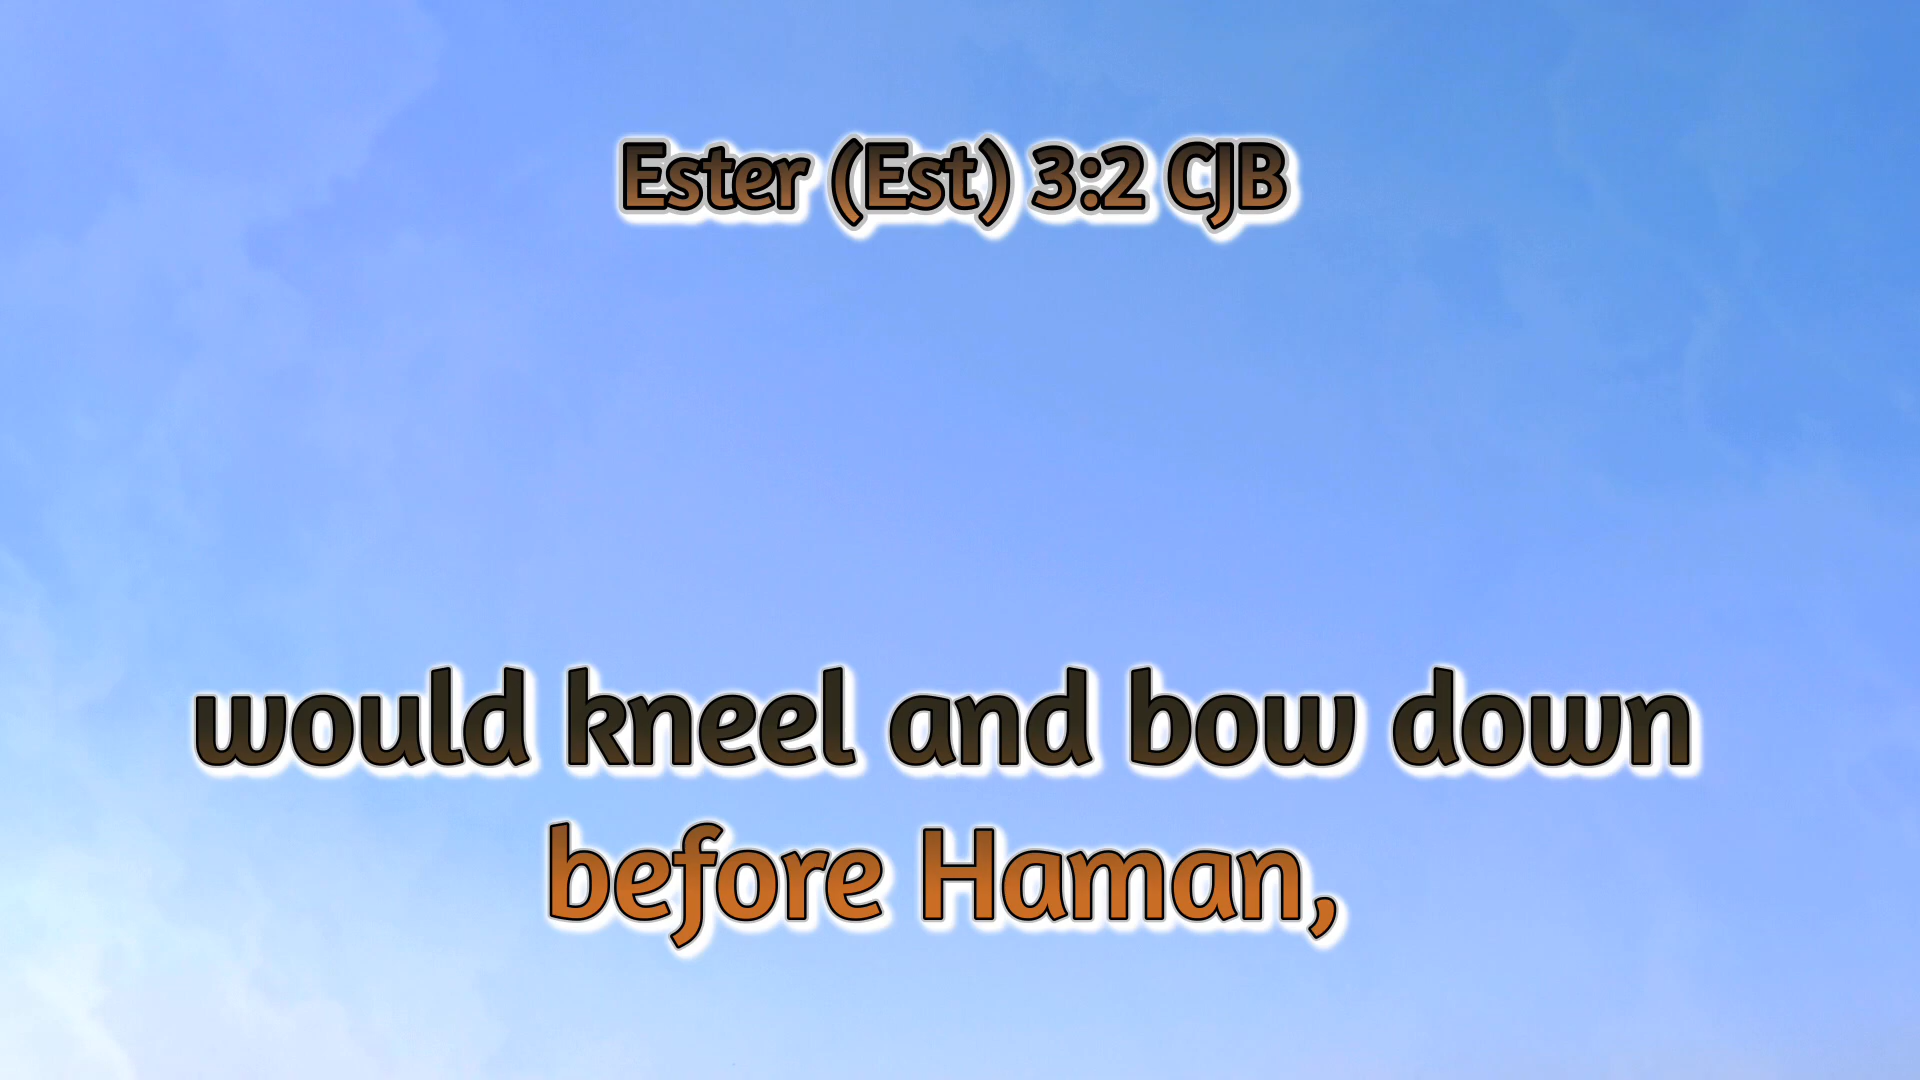 Ester (Est) 3:2 CJB
would kneel and bow down
before Haman,